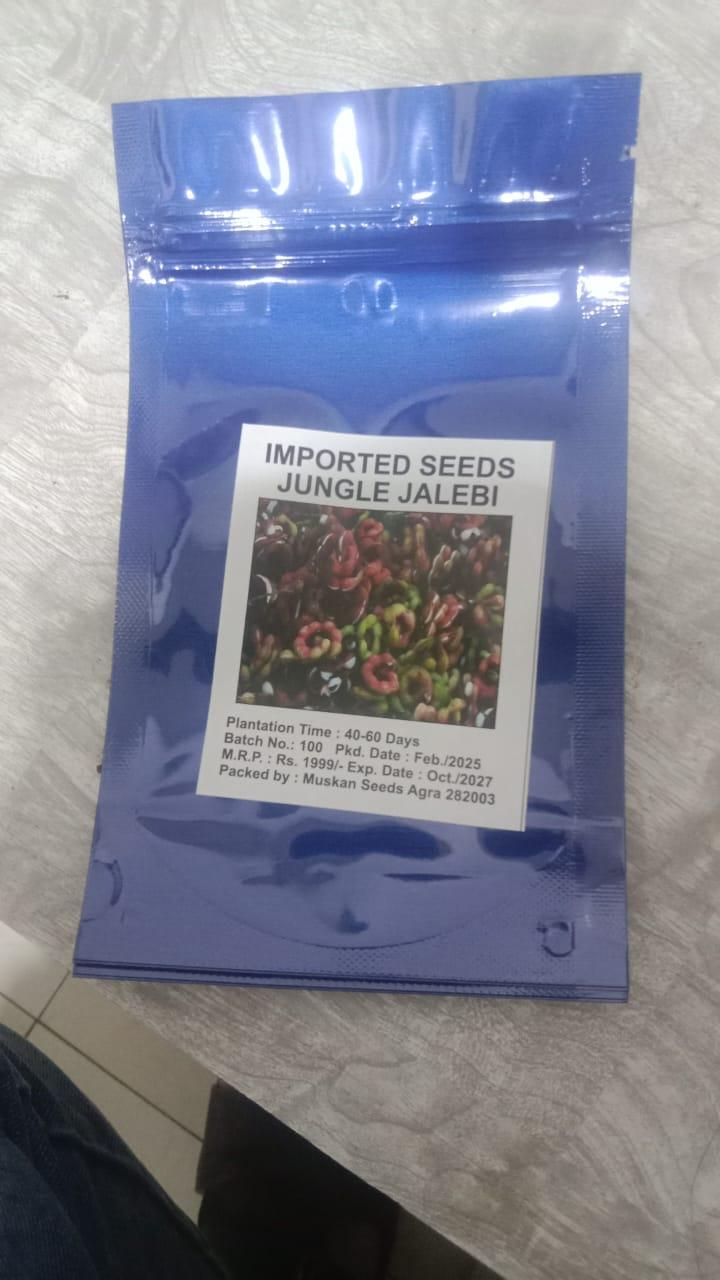 IMPORTED SEEDS
JUNGLE JALEBI
Plantation Time : 40-60 Days
Batch No.: 100 Pkd. Date : Feb./2025
M.R.P. : Rs. 1999/- Exp. Date : Oct./2027
Packed by : Muskan Seeds Agra 282003